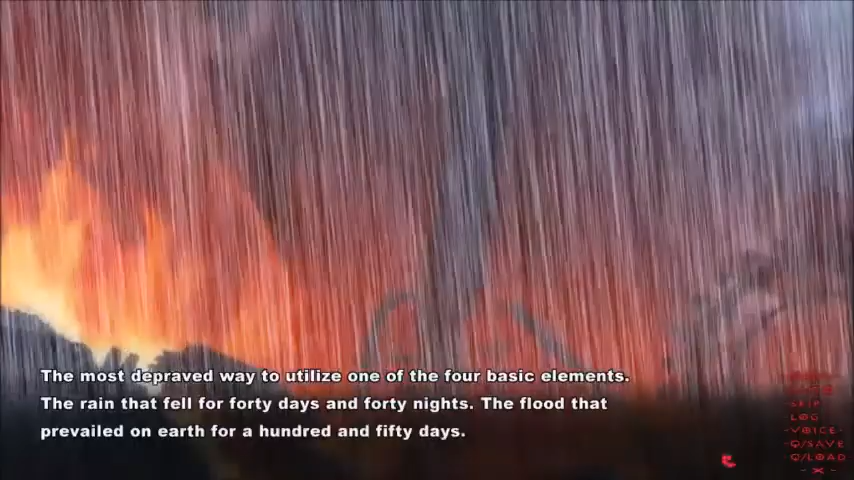 The most depraved way to utilize one of the four basic elements.
The rain that fell for forty days and forty nights. The flood that
prevailed on earth for a hundred and fifty days.
SKIP
LOG
-VOICE-
Q/SAVE
Q/LOAD